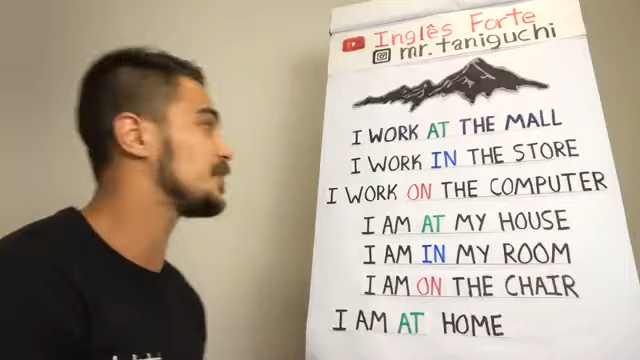 Inglês Forte
mr.taniguchi
I WORK AT THE MALL
I WORK IN THE STORE
I WORK ON THE COMPUTER
I AM AT MY HOUSE
I AM IN MY ROOM
I AM ON THE CHAIR
I AM AT HOME